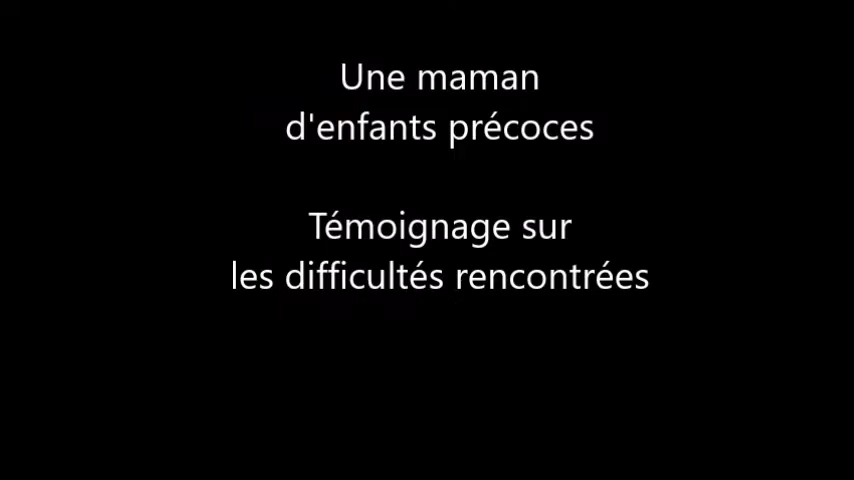 Une maman
d'enfants précoces
Témoignage sur
les difficultés rencontrées